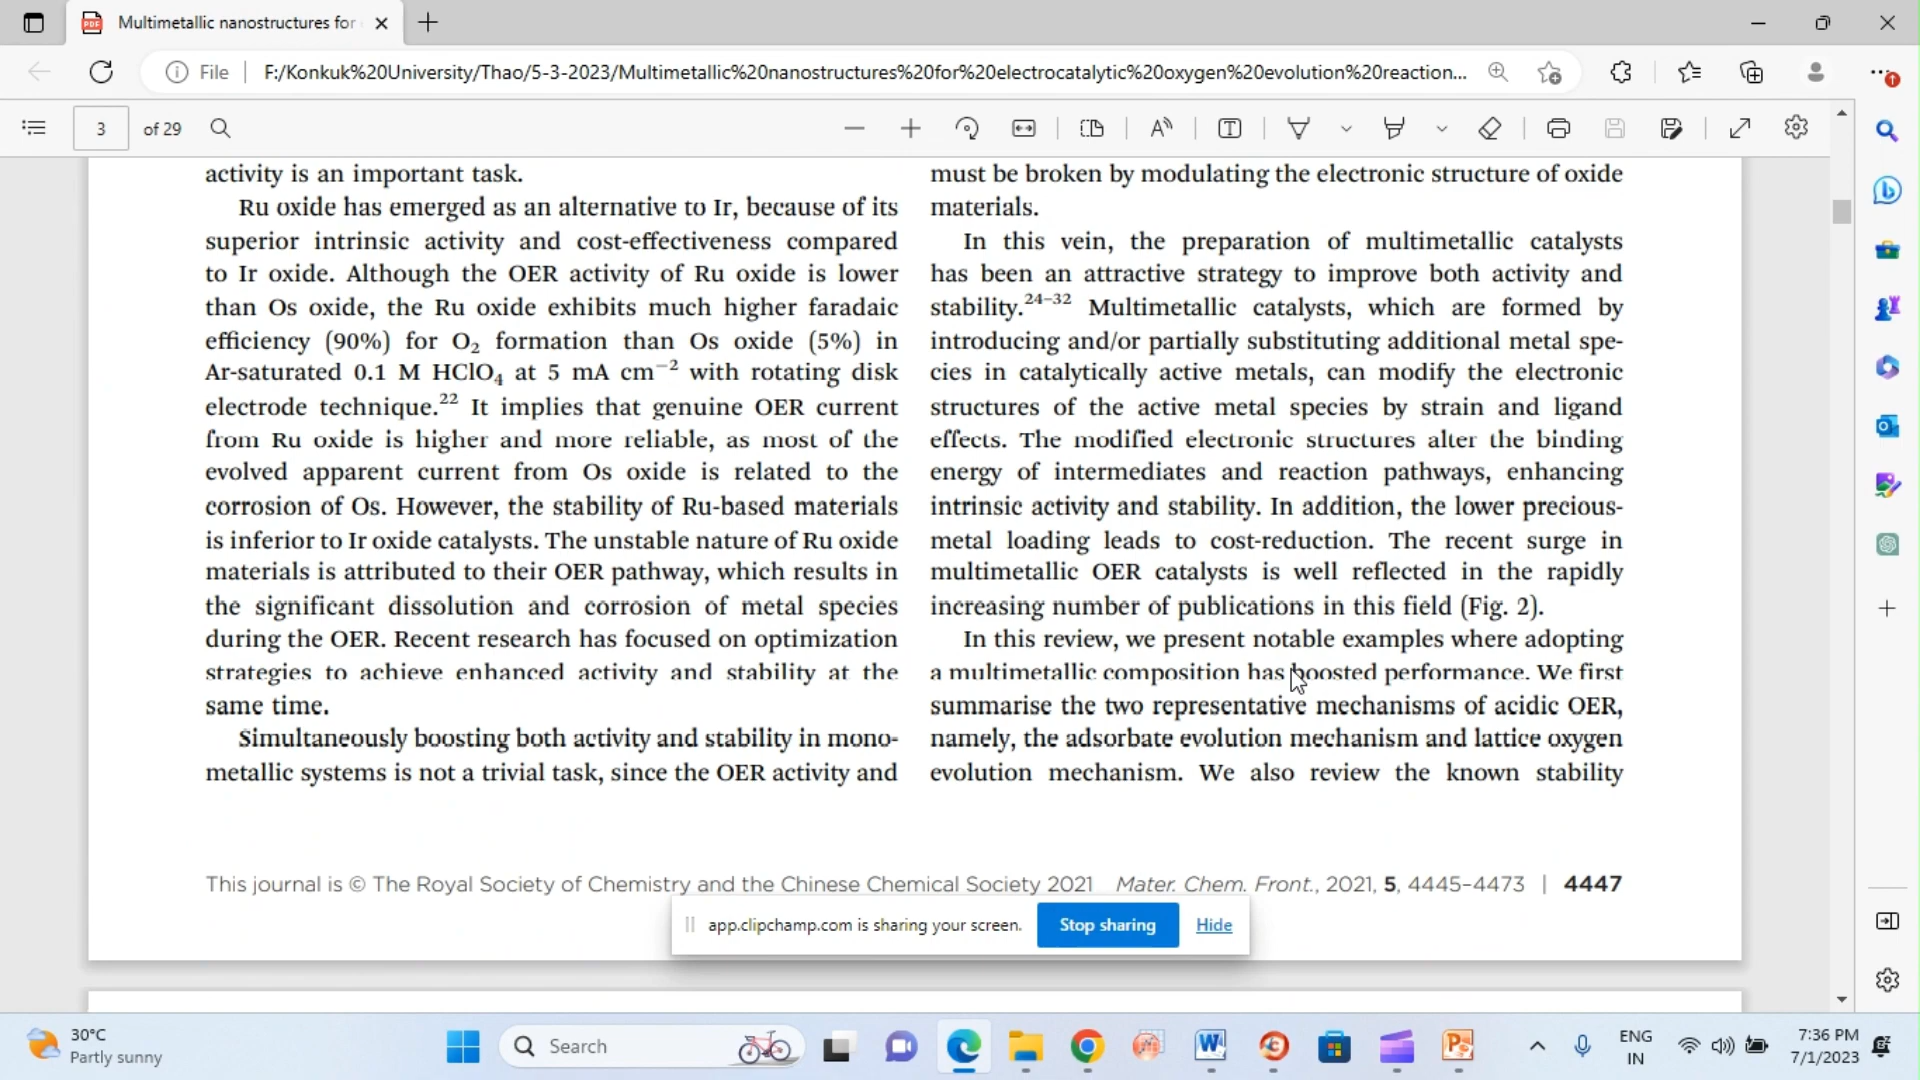 Multimetallic nanostructures for
File
F:/Konkuk%20University/Thao/5-3-2023/Multimetallic%20nanostructures%20for%20electrocatalytic%20oxygen%20evolution%20reaction...
3 of 29
activity is an important task.
Ru oxide has emerged as an alternative to Ir, because of its
superior intrinsic activity and cost-effectiveness compared
to Ir oxide. Although the OER activity of Ru oxide is lower
than Os oxide, the Ru oxide exhibits much higher faradaic
efficiency (90%) for O₂ formation than Os oxide (5%) in
Ar-saturated 0.1 M HClO₄ at 5 mA cm⁻² with rotating disk
electrode technique.²² It implies that genuine OER current
from Ru oxide is higher and more reliable, as most of the
evolved apparent current from Os oxide is related to the
corrosion of Os. However, the stability of Ru-based materials
is inferior to Ir oxide catalysts. The unstable nature of Ru oxide
materials is attributed to their OER pathway, which results in
the significant dissolution and corrosion of metal species
during the OER. Recent research has focused on optimization
strategies to achieve enhanced activity and stability at the
same time.
Simultaneously boosting both activity and stability in mono-
metallic systems is not a trivial task, since the OER activity and
must be broken by modulating the electronic structure of oxide
materials.
In this vein, the preparation of multimetallic catalysts
has been an attractive strategy to improve both activity and
stability.²⁴⁻³² Multimetallic catalysts, which are formed by
introducing and/or partially substituting additional metal spe-
cies in catalytically active metals, can modify the electronic
structures of the active metal species by strain and ligand
effects. The modified electronic structures alter the binding
energy of intermediates and reaction pathways, enhancing
intrinsic activity and stability. In addition, the lower precious-
metal loading leads to cost-reduction. The recent surge in
multimetallic OER catalysts is well reflected in the rapidly
increasing number of publications in this field (Fig. 2).
In this review, we present notable examples where adopting
a multimetallic composition has boosted performance. We first
summarise the two representative mechanisms of acidic OER,
namely, the adsorbate evolution mechanism and lattice oxygen
evolution mechanism. We also review the known stability
This journal is © The Royal Society of Chemistry and the Chinese Chemical Society 2021 Mater. Chem. Front., 2021, 5, 4445–4473 | 4447
app.clipchamp.com is sharing your screen. Stop sharing Hide
30°C
Partly sunny
Search
ENG
IN
7:36 PM
7/1/2023